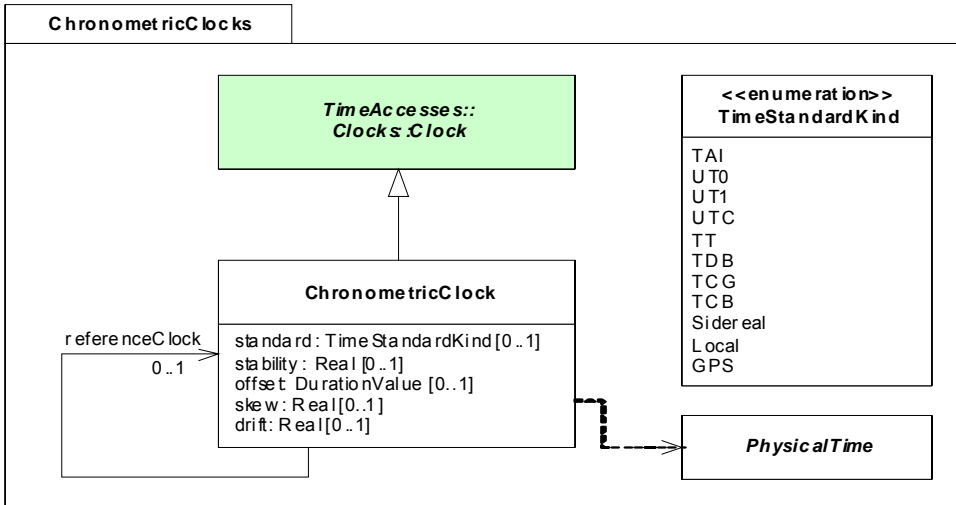 ChronometricClocks
TimeAccesses::
Clocks::Clock
<<enumeration>>
TimeStandardKind
TAI
UT0
UT1
UTC
TT
TDB
TCG
TCB
Sidereal
Local
GPS
ChronometricClock
standard: TimeStandardKind[0..1]
stability: Real[0..1]
offset: DurationValue [0..1]
skew: Real[0..1]
drift: Real[0..1]
referenceClock
0..1
PhysicalTime